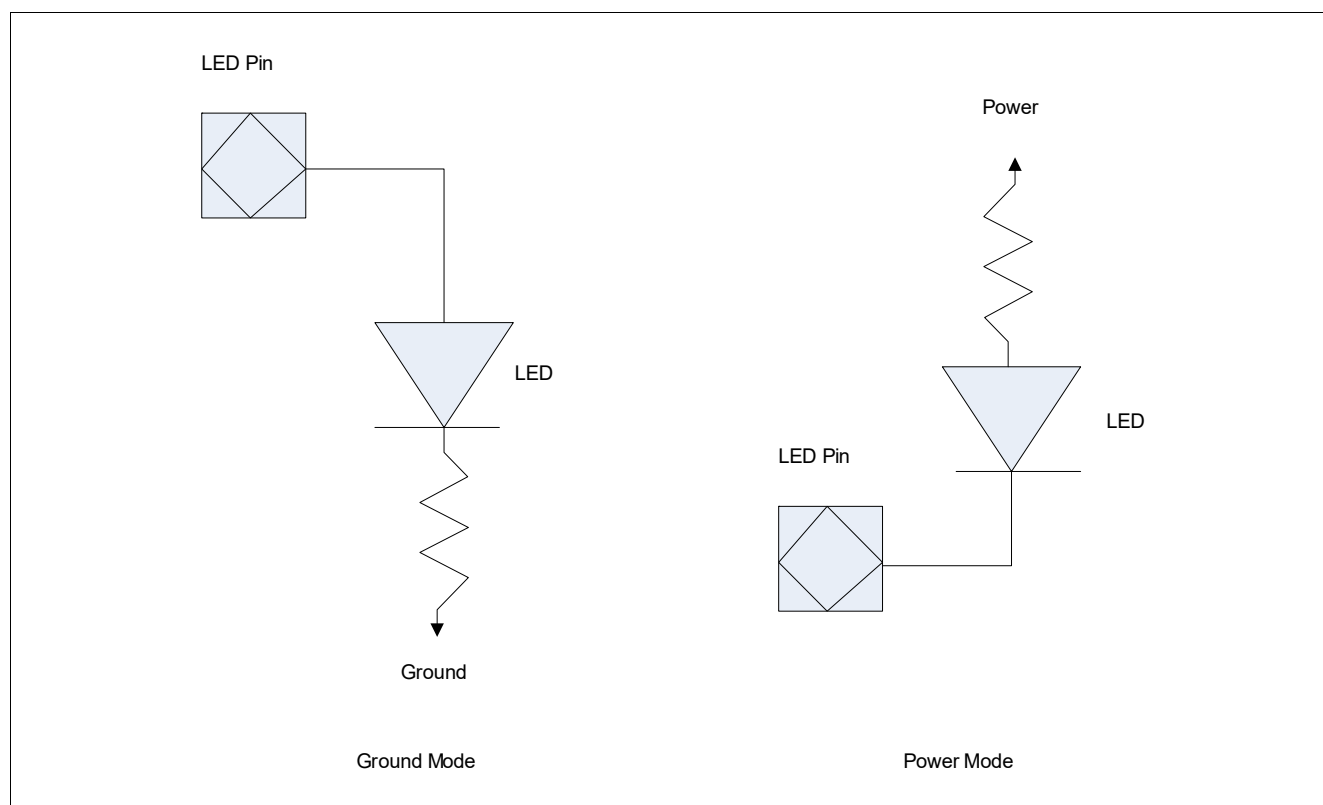 LED Pin
LED
Ground
Ground Mode
Power
LED
LED Pin
Power Mode